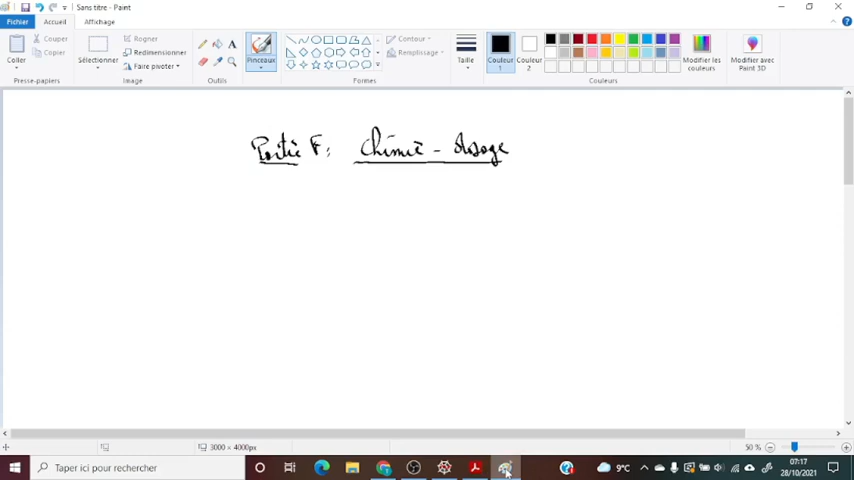 Sans titre - Paint
Fichier Accueil Affichage
Coller
Couper
Copier
Presse-papiers
Sélectionner
Rogner
Redimensionner
Faire pivoter
Image
A
Outils
Pinceaux
Contour
Remplissage
Formes
Taille
Couleur 1
Couleur 2
Modifier les couleurs
Couleurs
Modifier avec Paint 3D
Partie F: Chimie - Dosage
3000 × 4000px
50 %
Taper ici pour rechercher
9°C
07:17
28/10/2021